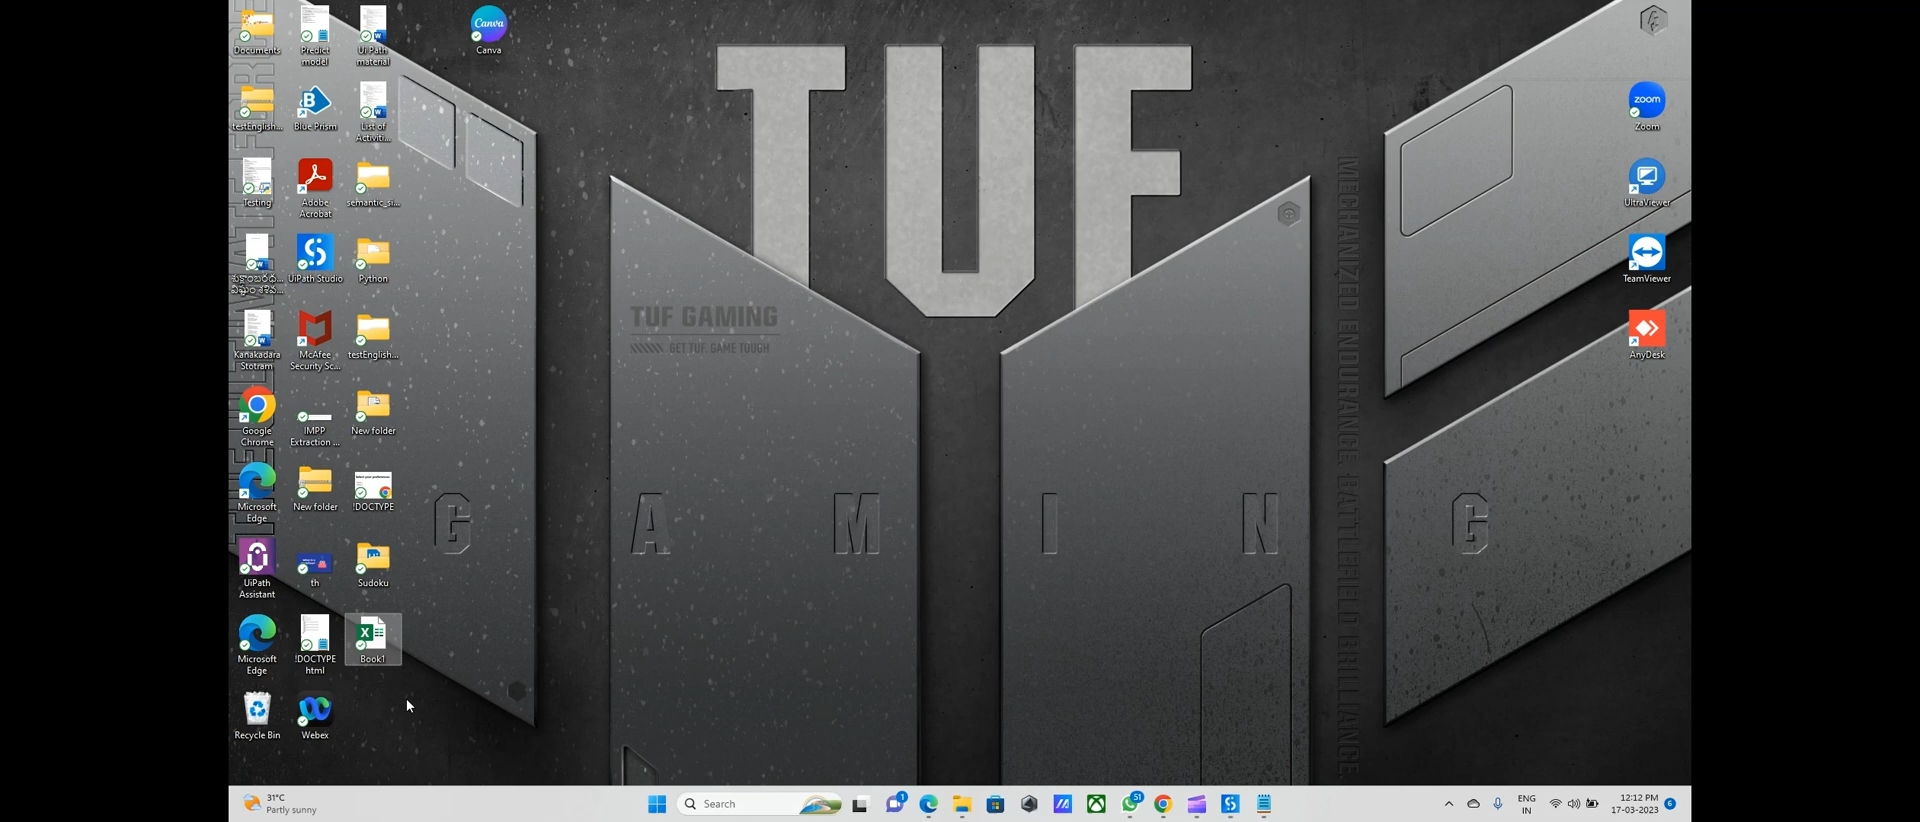 Documents
Predict
model
Ui Path
material
Canva
testEnglish...
Blue Prism
List of
Activiti...
Zoom
Testing
Adobe
Acrobat
semantic_si...
UltraViewer
UiPath Studio
Python
TeamViewer
Kanakadara
Stotram
McAfee
Security Sc...
testEnglish...
AnyDesk
Google
Chrome
IMPP
Extraction ...
New folder
Microsoft
Edge
New folder
!DOCTYPE
UiPath
Assistant
th
Sudoku
Microsoft
Edge
!DOCTYPE
html
Book1
Recycle Bin
Webex
TUF
TUF GAMING
GET TUF. GAME TOUGH
G A M I N G
MECHANIZED ENDURANCE BATTLEFIELD BRILLIANCE
zoom
31°C
Partly sunny
Search
1
51
ENG
IN
12:12 PM
17-03-2023
6